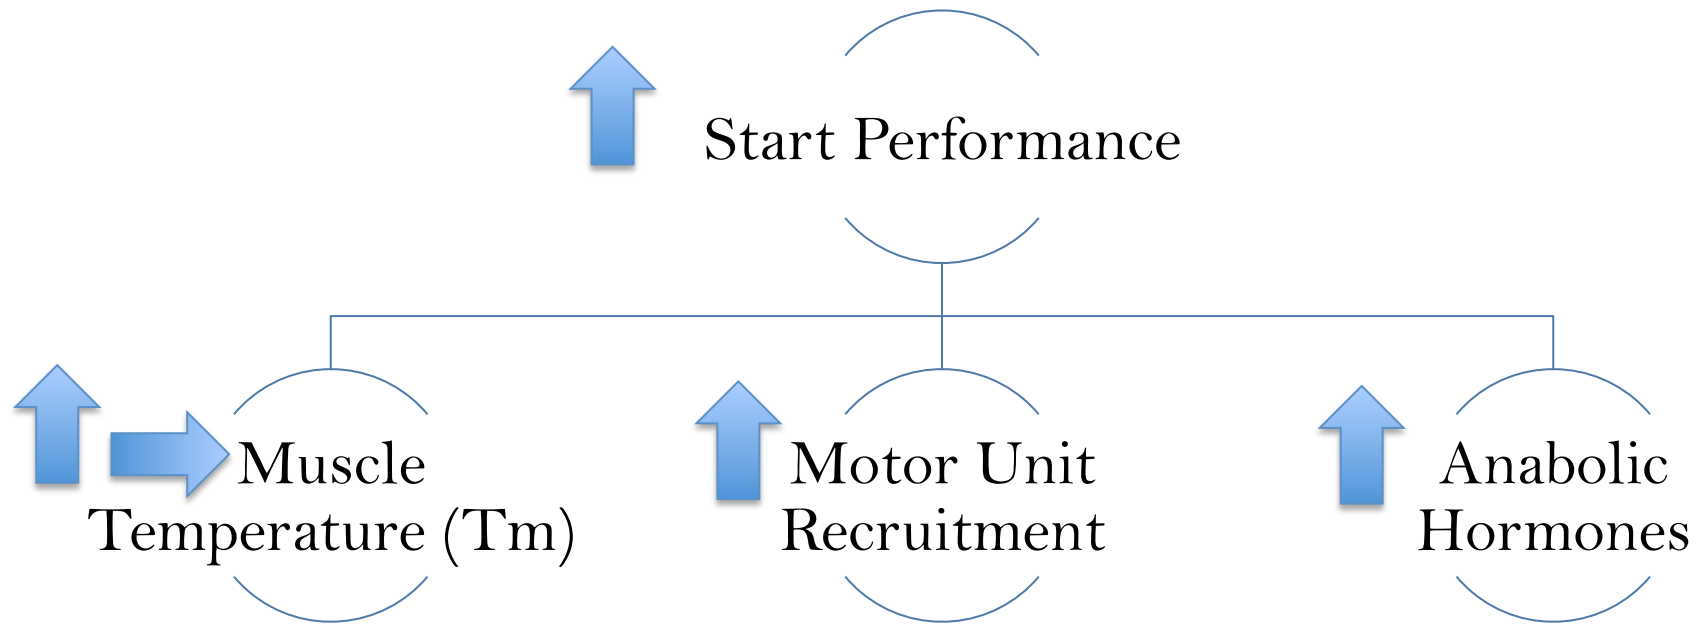 Start Performance
Muscle
Temperature (Tm)
Motor Unit
Recruitment
Anabolic
Hormones